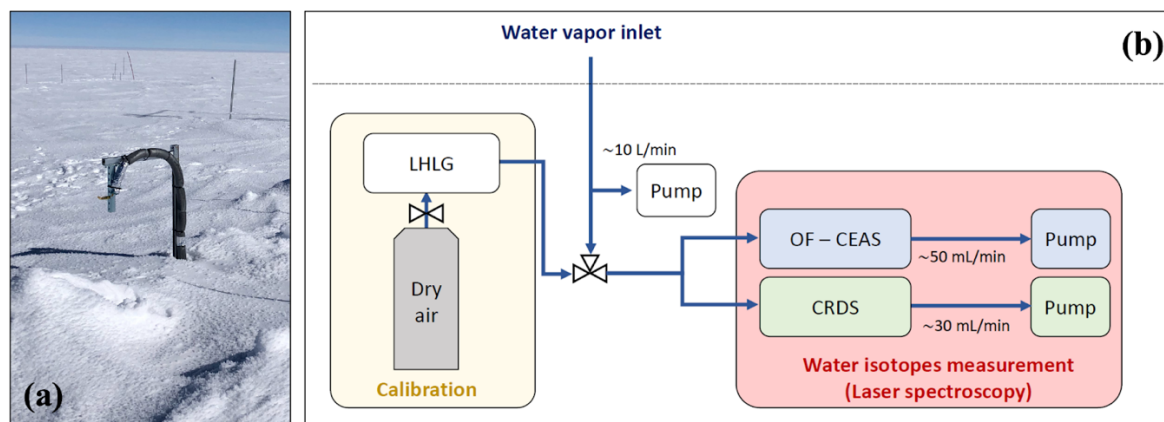 (a)
Water vapor inlet
(b)
~10 L/min
LHLG
Pump
OF – CEAS
~50 mL/min
Pump
Dry
air
CRDS
~30 mL/min
Pump
Calibration
Water isotopes measurement
(Laser spectroscopy)